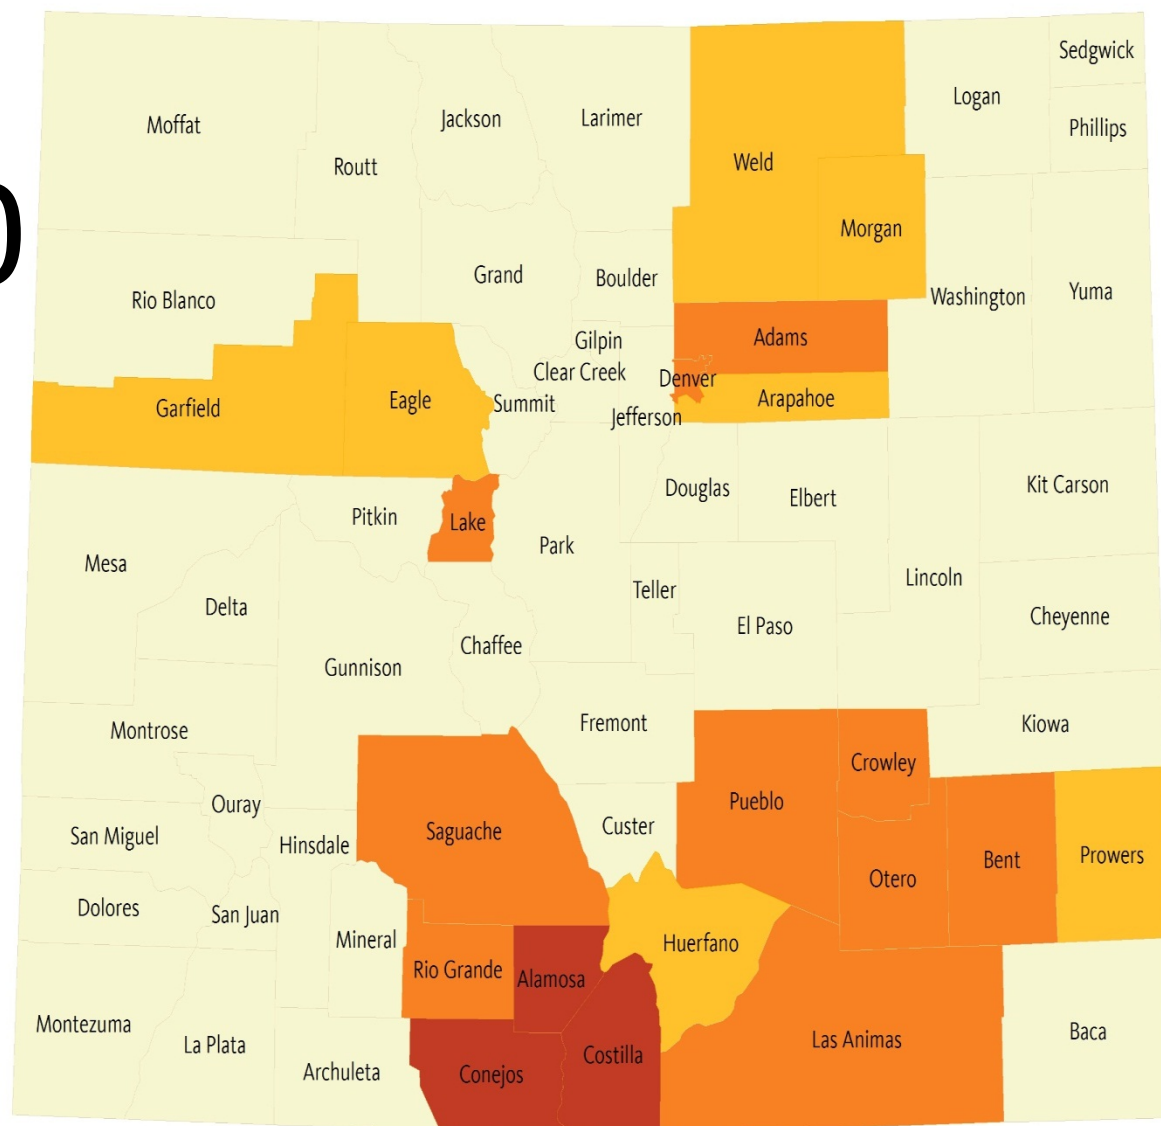 Sedgwick
Logan
Moffat
Jackson
Larimer
Phillips
Routt
Weld
0
Morgan
Grand
Boulder
Rio Blanco
Washington
Yuma
Gilpin
Adams
Clear Creek
Denver
Garfield
Eagle
Summit
Arapahoe
Jefferson
Kit Carson
Douglas
Elbert
Pitkin
Lake
Park
Mesa
Lincoln
Teller
Delta
Cheyenne
El Paso
Chaffee
Gunnison
Fremont
Kiowa
Montrose
Crowley
Ouray
Pueblo
San Miguel
Hinsdale
Saguache
Custer
Prowers
Bent
Otero
Dolores
San Juan
Mineral
Huerfano
Rio Grande
Alamosa
Montezuma
La Plata
Costilla
Las Animas
Baca
Archuleta
Conejos